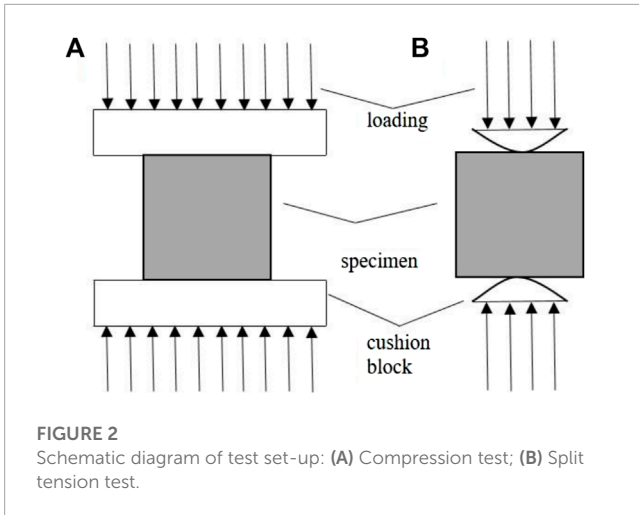 A
B
loading
specimen
cushion
block
FIGURE 2
Schematic diagram of test set-up: (A) Compression test; (B) Split
tension test.